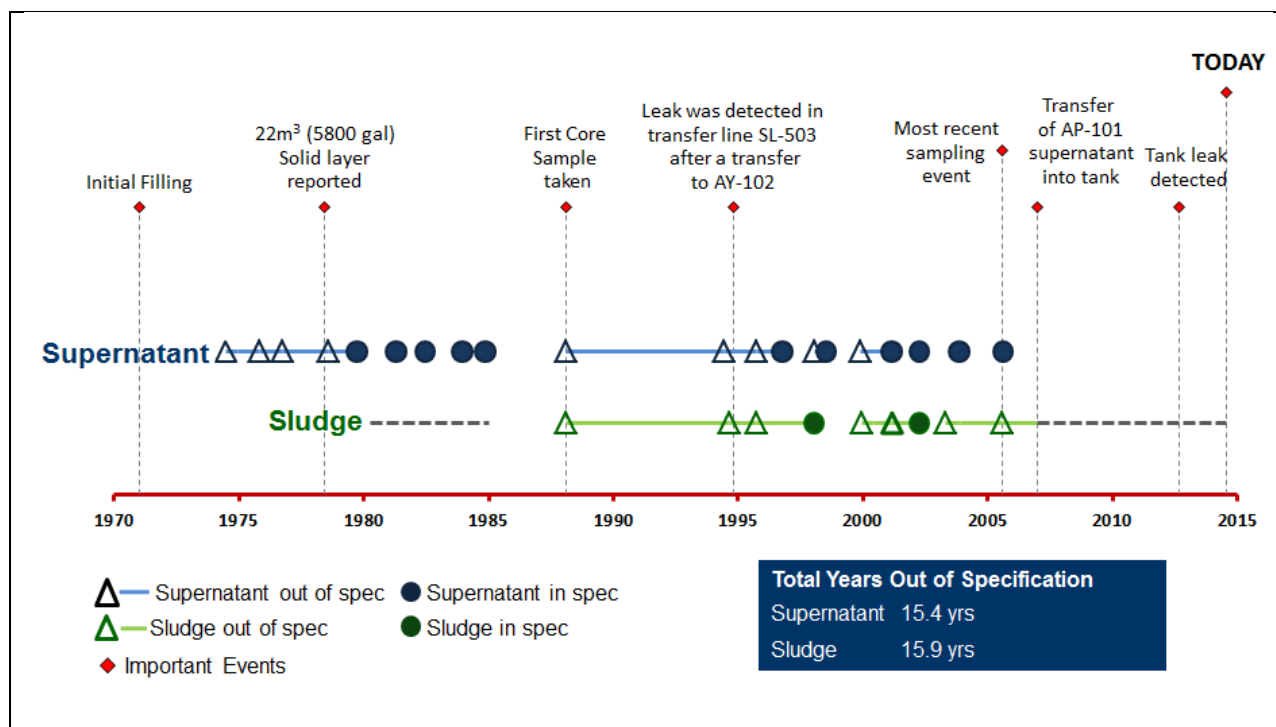 TODAY
Initial Filling
22m³ (5800 gal)
Solid layer
reported
First Core
Sample
taken
Leak was detected in
transfer line SL-503
after a transfer
to AY-102
Most recent
sampling
event
Transfer
of AP-101
supernatant
into tank
Tank leak
detected
Supernatant
Sludge
1970 1975 1980 1985 1990 1995 2000 2005 2010 2015
Supernatant out of spec
Supernatant in spec
Sludge out of spec
Sludge in spec
Important Events
Total Years Out of Specification
Supernatant 15.4 yrs
Sludge 15.9 yrs